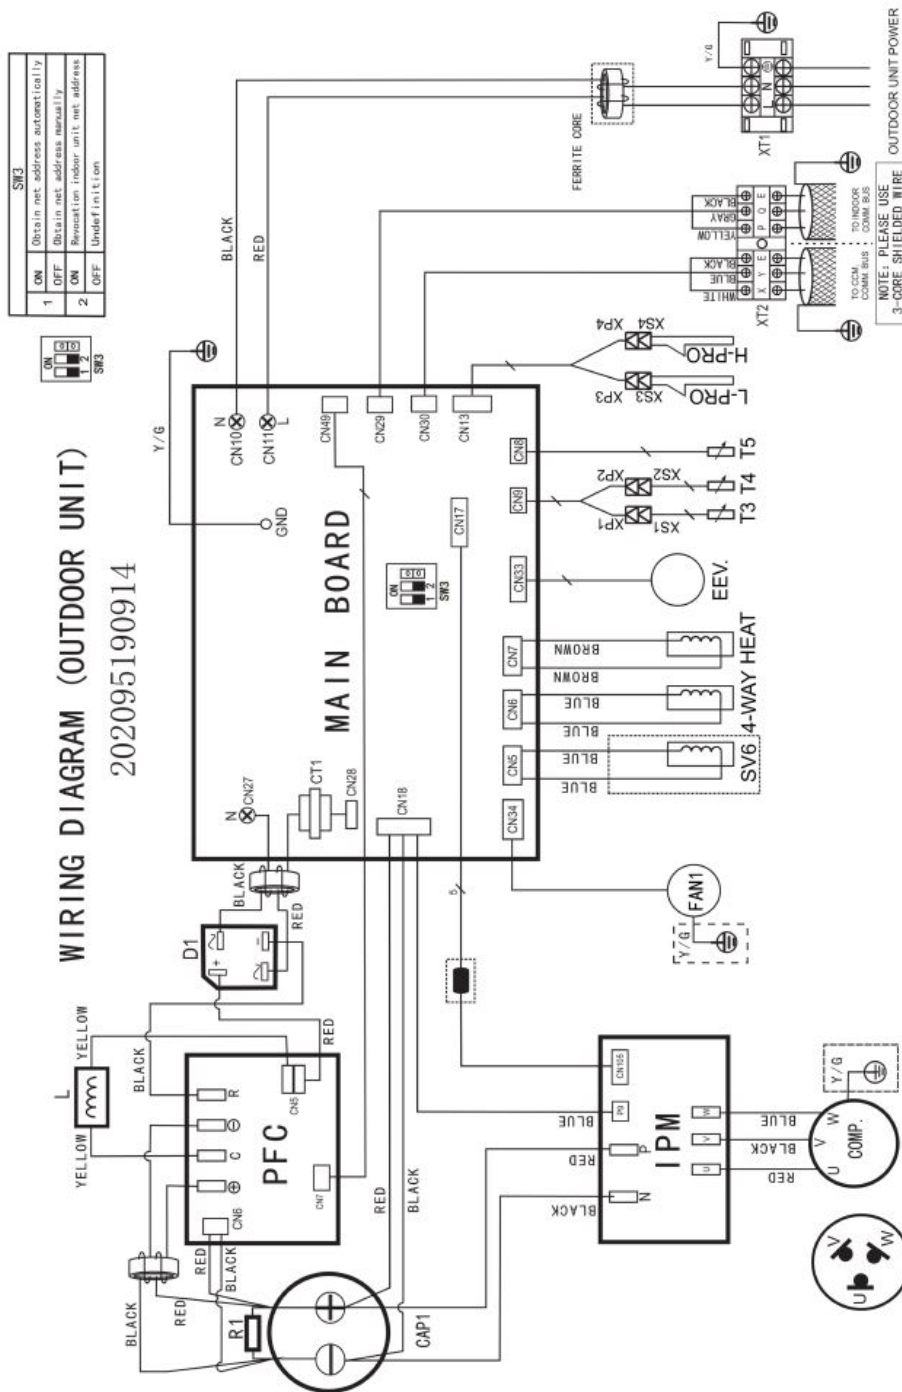 WIRING DIAGRAM (OUTDOOR UNIT)
202095190914
SW3
1
ON
Obtain net address automatically
OFF
Obtain net address manually
2
ON
Revocation indoor unit net address
OFF
Undefinition
ON
1 2
SW3
L
YELLOW
YELLOW
BLACK
D1
+
-
RED
BLACK
RED
N
CN27
CT1
CN28
Y/G
GND
N
CN10
CN11
L
BLACK
RED
FERRITE CORE
Y/G
L N
XT1
OUTDOOR UNIT POWER
MAIN BOARD
ON
1 2
SW3
CN49
CN29
CN30
CN13
CN17
CN18
CN8
CN9
CN33
CN7
CN6
CN5
CN34
BLACK
GRAY
YELLOW
BLACK
BLUE
WHITE
E
Q
P
E
Y
X
XT2
TO INDOOR
COMM. BUS
TO CCM
COMM. BUS
NOTE: PLEASE USE
3-CORE SHIELDED WIRE
XP4
XS4
H-PRO
XP3
XS3
L-PRO
T5
XP2
XS2
T4
XP1
XS1
T3
EEV.
BROWN
BROWN
HEAT
BLUE
BLUE
4-WAY
BLUE
BLUE
SV6
FAN1
Y/G
5
PFC
R
C
CN5
CN7
CN6
RED
BLACK
BLACK
RED
R1
CAP1
RED
BLACK
IPM
CN105
P9
P
N
BLUE
RED
BLACK
W
V
U
BLUE
BLACK
RED
U
V
W
COMP.
Y/G
U
V
W